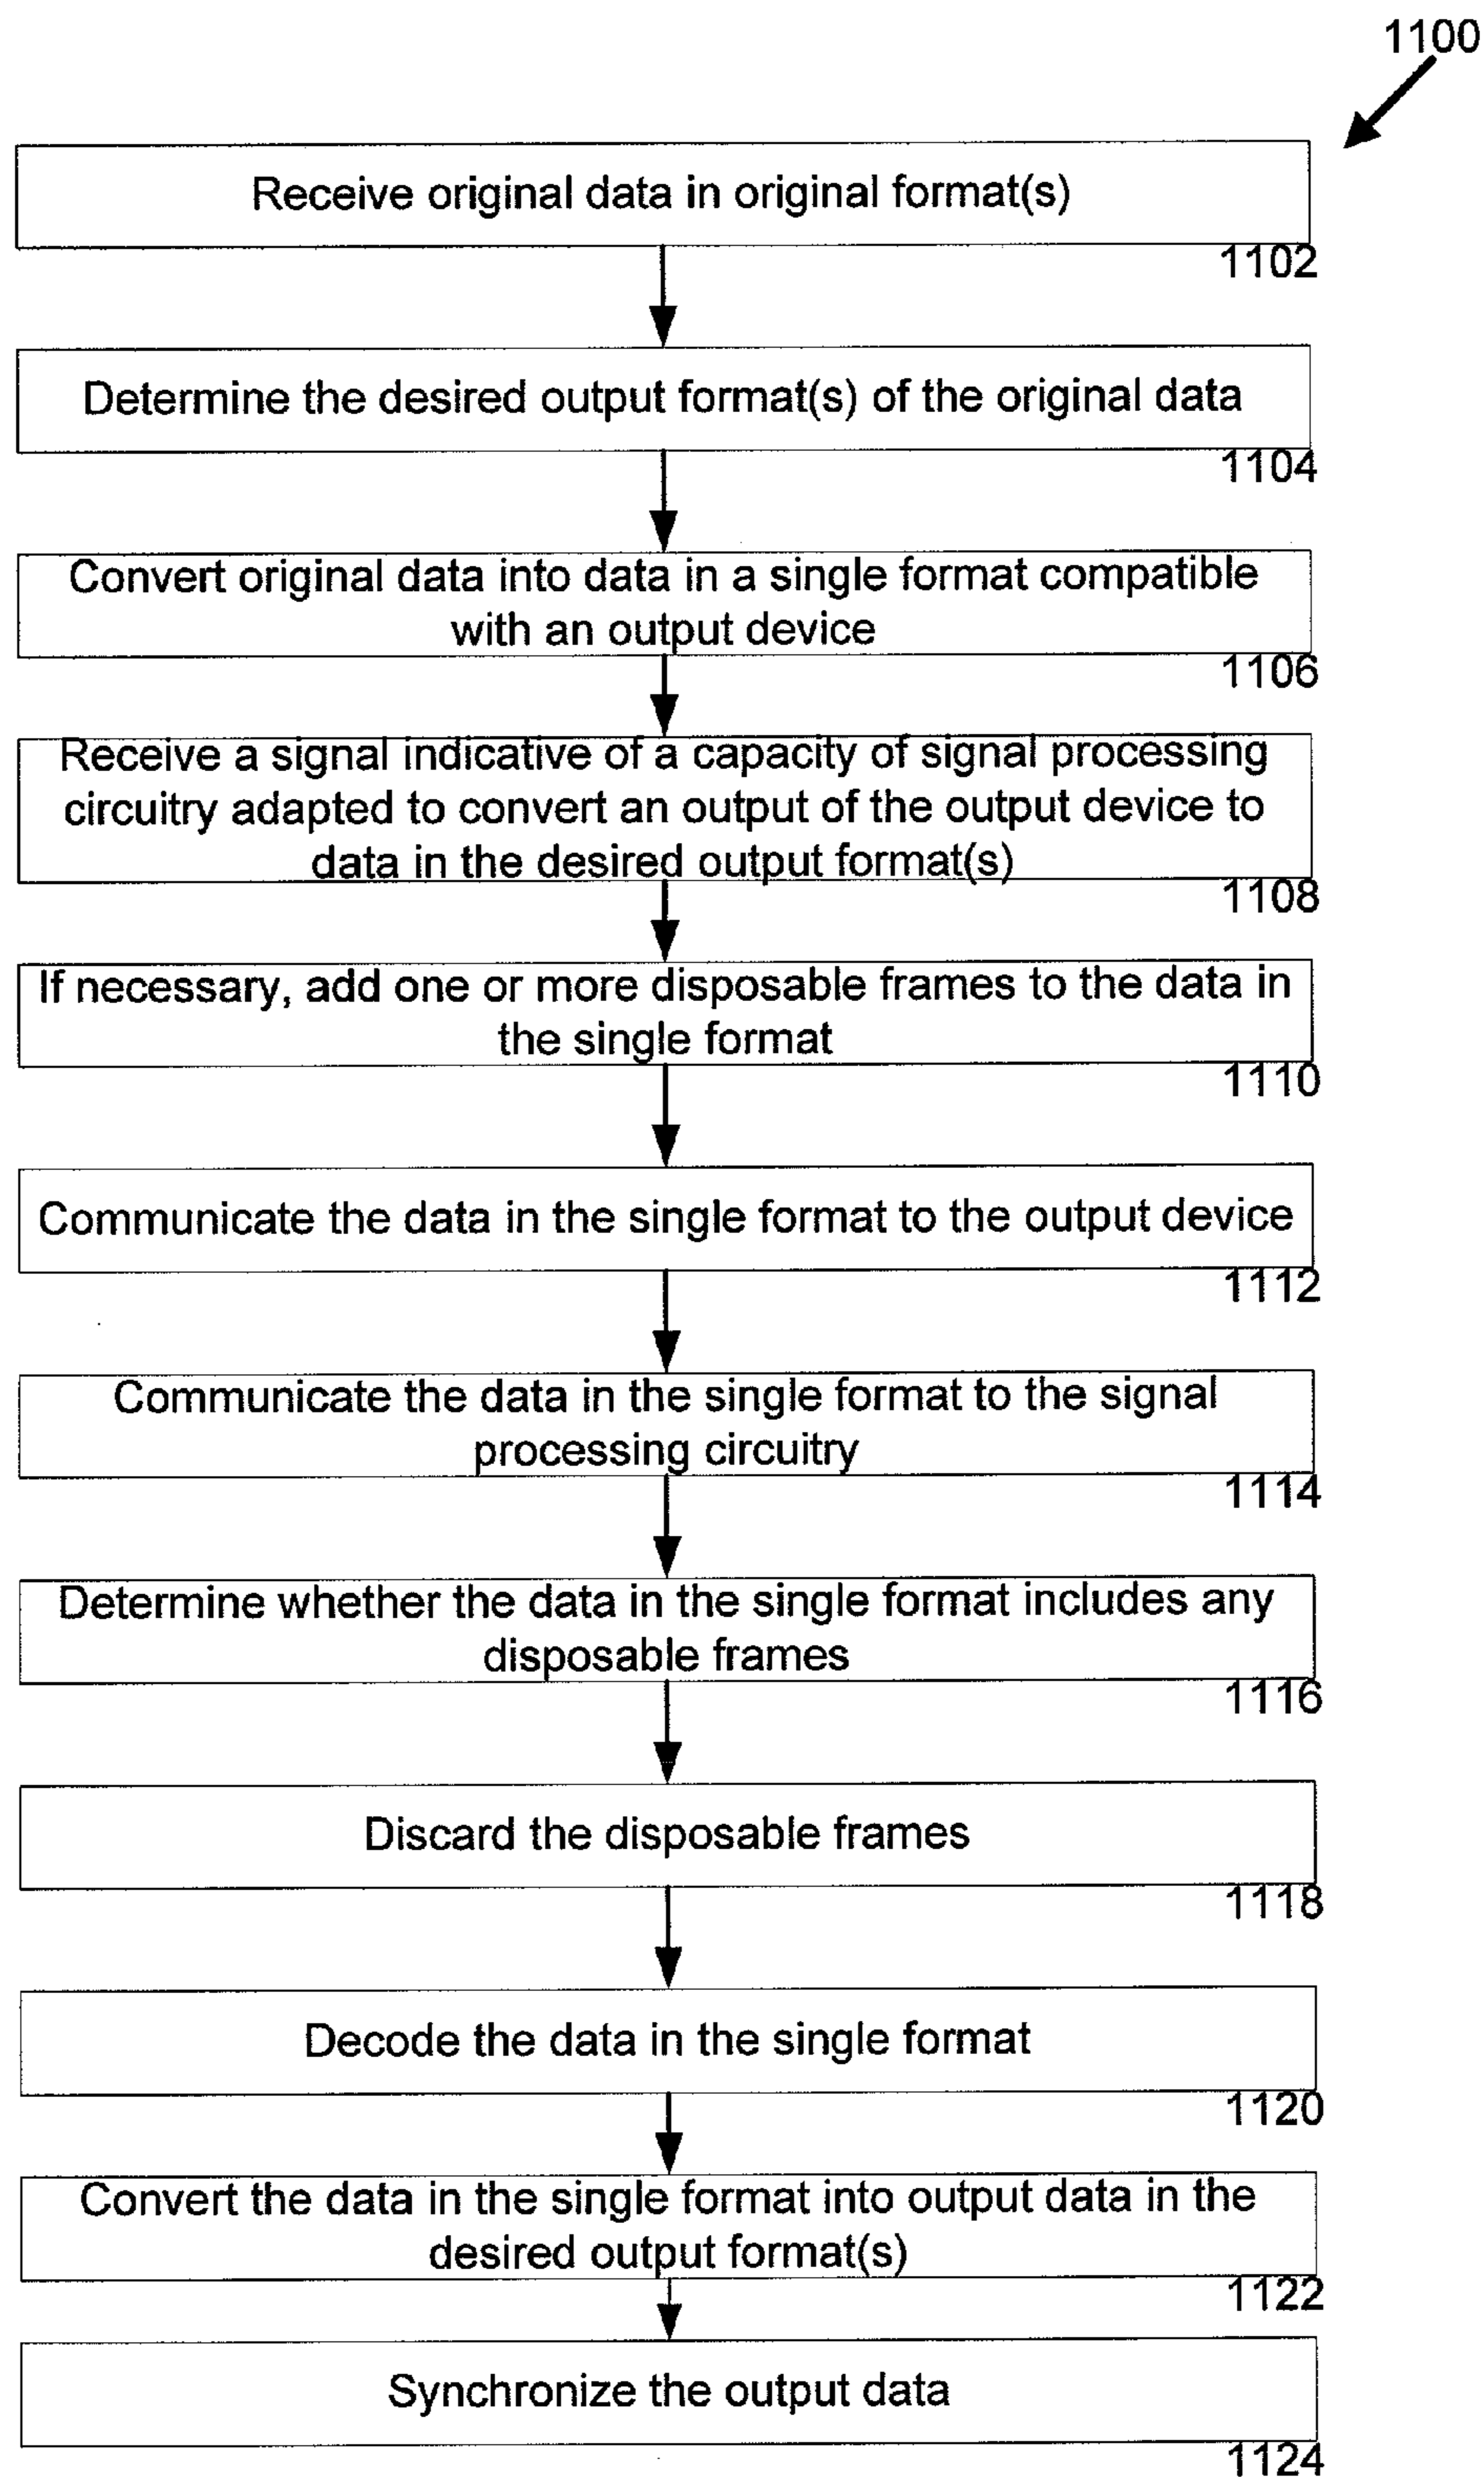 1100
Receive original data in original format(s)
1102
Determine the desired output format(s) of the original data
1104
Convert original data into data in a single format compatible
with an output device
1106
Receive a signal indicative of a capacity of signal processing
circuitry adapted to convert an output of the output device to
data in the desired output format(s)
1108
If necessary, add one or more disposable frames to the data in
the single format
1110
Communicate the data in the single format to the output device
1112
Communicate the data in the single format to the signal
processing circuitry
1114
Determine whether the data in the single format includes any
disposable frames
1116
Discard the disposable frames
1118
Decode the data in the single format
1120
Convert the data in the single format into output data in the
desired output format(s)
1122
Synchronize the output data
1124